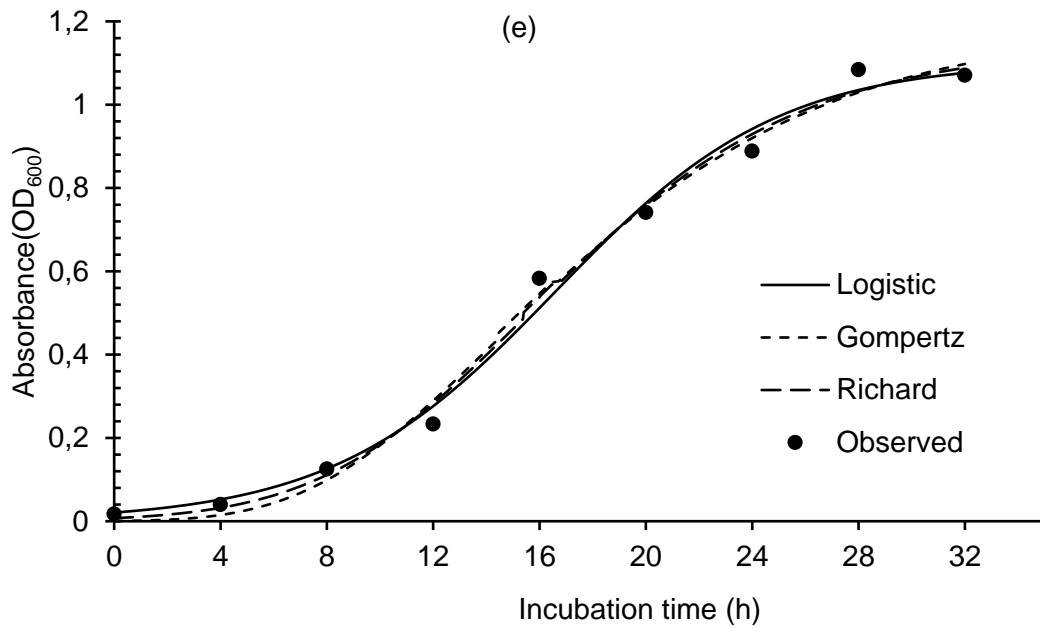 (e)
1,2
1
0,8
0,6
0,4
0,2
0
Absorbance(OD600)
0 4 8 12 16 20 24 28 32
Incubation time (h)
Logistic
Gompertz
Richard
Observed